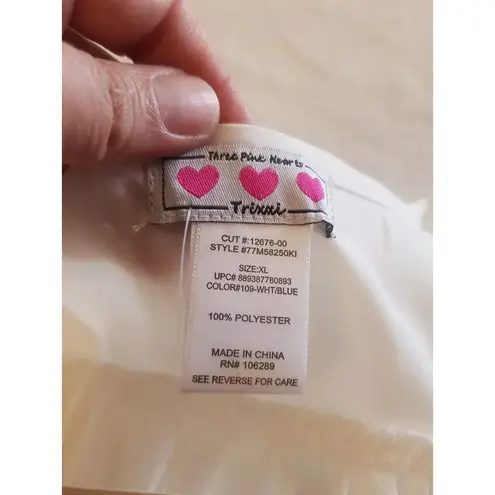 Three Pink Hearts
Trixxi
CUT #:12676-00
STYLE #77M58250KI
SIZE:XL
UPC# 889387780893
COLOR#109-WHT/BLUE
100% POLYESTER
MADE IN CHINA
RN# 106289
SEE REVERSE FOR CARE